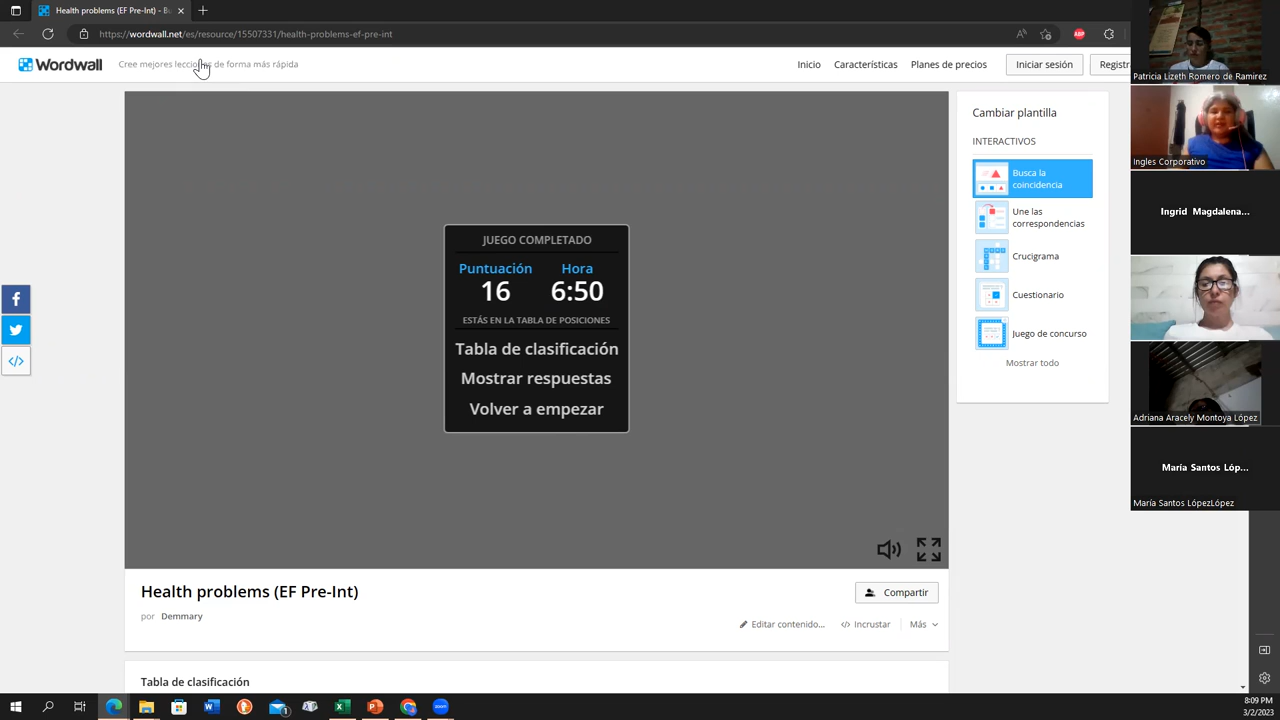 Health problems (EF Pre-Int) - Bu
https://wordwall.net/es/resource/15507331/health-problems-ef-pre-int
Wordwall
Cree mejores lecciones de forma más rápida
Inicio
Características
Planes de precios
Iniciar sesión
Registra
JUEGO COMPLETADO
Puntuación
Hora
16
6:50
ESTÁS EN LA TABLA DE POSICIONES
Tabla de clasificación
Mostrar respuestas
Volver a empezar
Cambiar plantilla
INTERACTIVOS
Busca la
coincidencia
Une las
correspondencias
Crucigrama
Cuestionario
Juego de concurso
Mostrar todo
Health problems (EF Pre-Int)
Compartir
por Demmary
Editar contenido...
Incrustar
Más
Tabla de clasificación
Patricia Lizeth Romero de Ramirez
Ingles Corporativo
Ingrid Magdalena...
Adriana Aracely Montoya López
María Santos Lóp...
María Santos LópezLópez
8:09 PM
3/2/2023